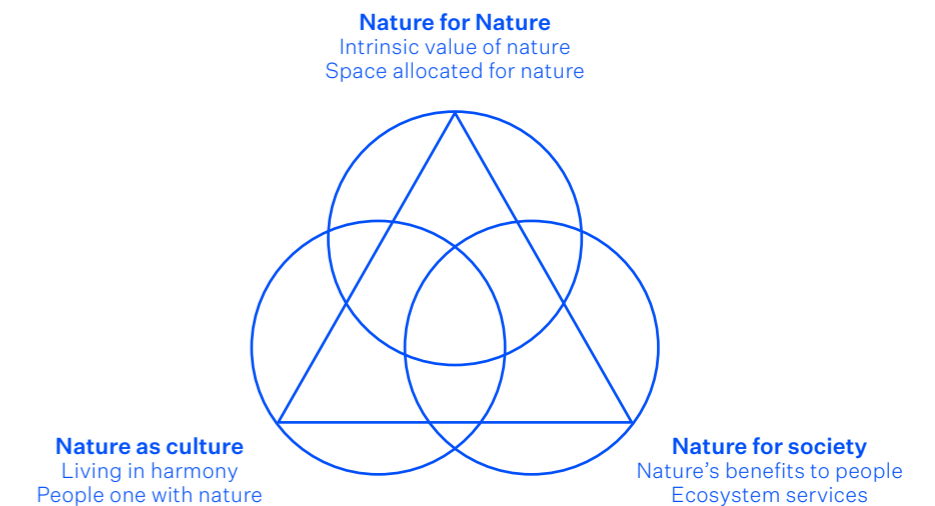 Nature for Nature
Intrinsic value of nature
Space allocated for nature
Nature as culture
Living in harmony
People one with nature
Nature for society
Nature’s benefits to people
Ecosystem services